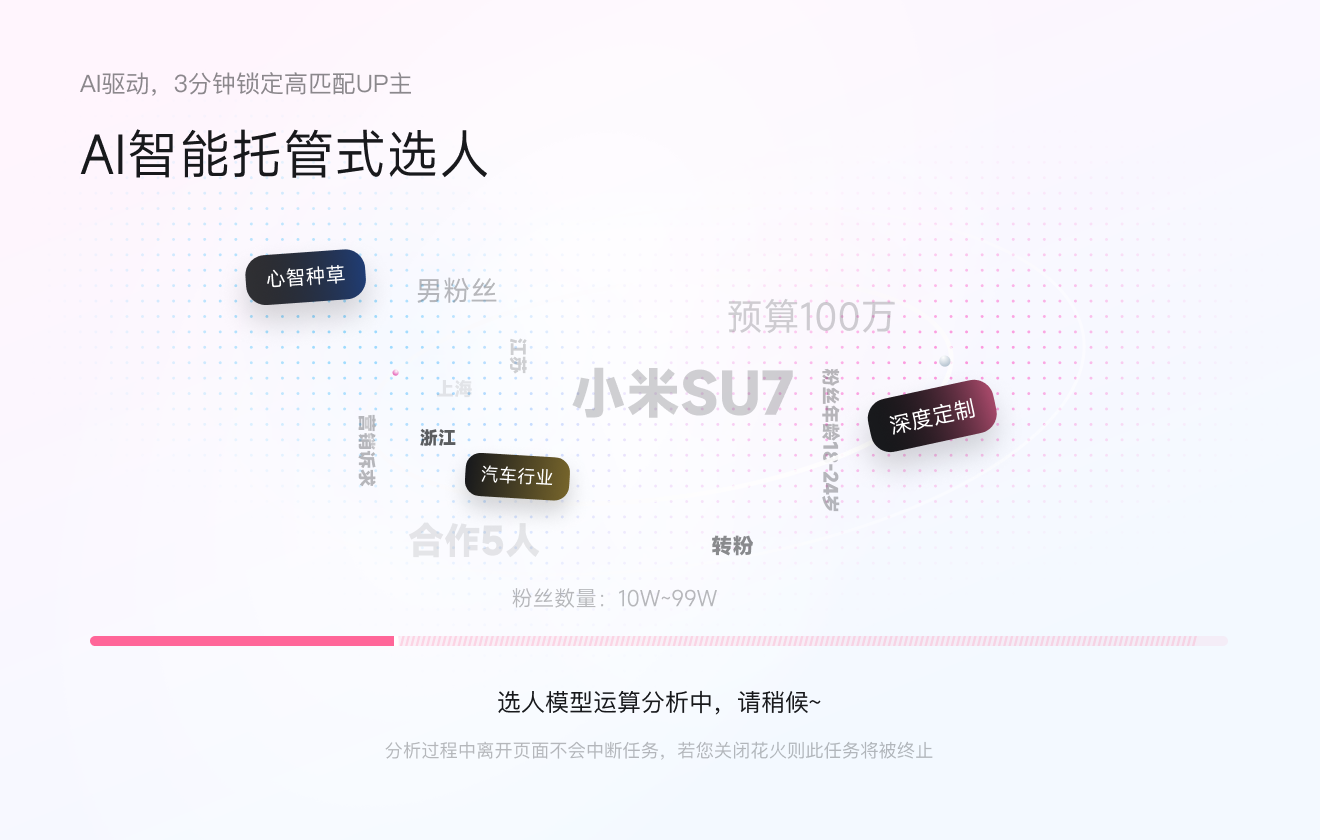 AI驱动，3分钟锁定高匹配UP主
AI智能托管式选人
心智种草
男粉丝
预算100万
江苏
上海
小米SU7
粉丝年龄18-24岁
深度定制
营销诉求
浙江
汽车行业
合作5人
转粉
粉丝数量：10W~99W
选人模型运算分析中，请稍候~
分析过程中离开页面不会中断任务，若您关闭花火则此任务将被终止